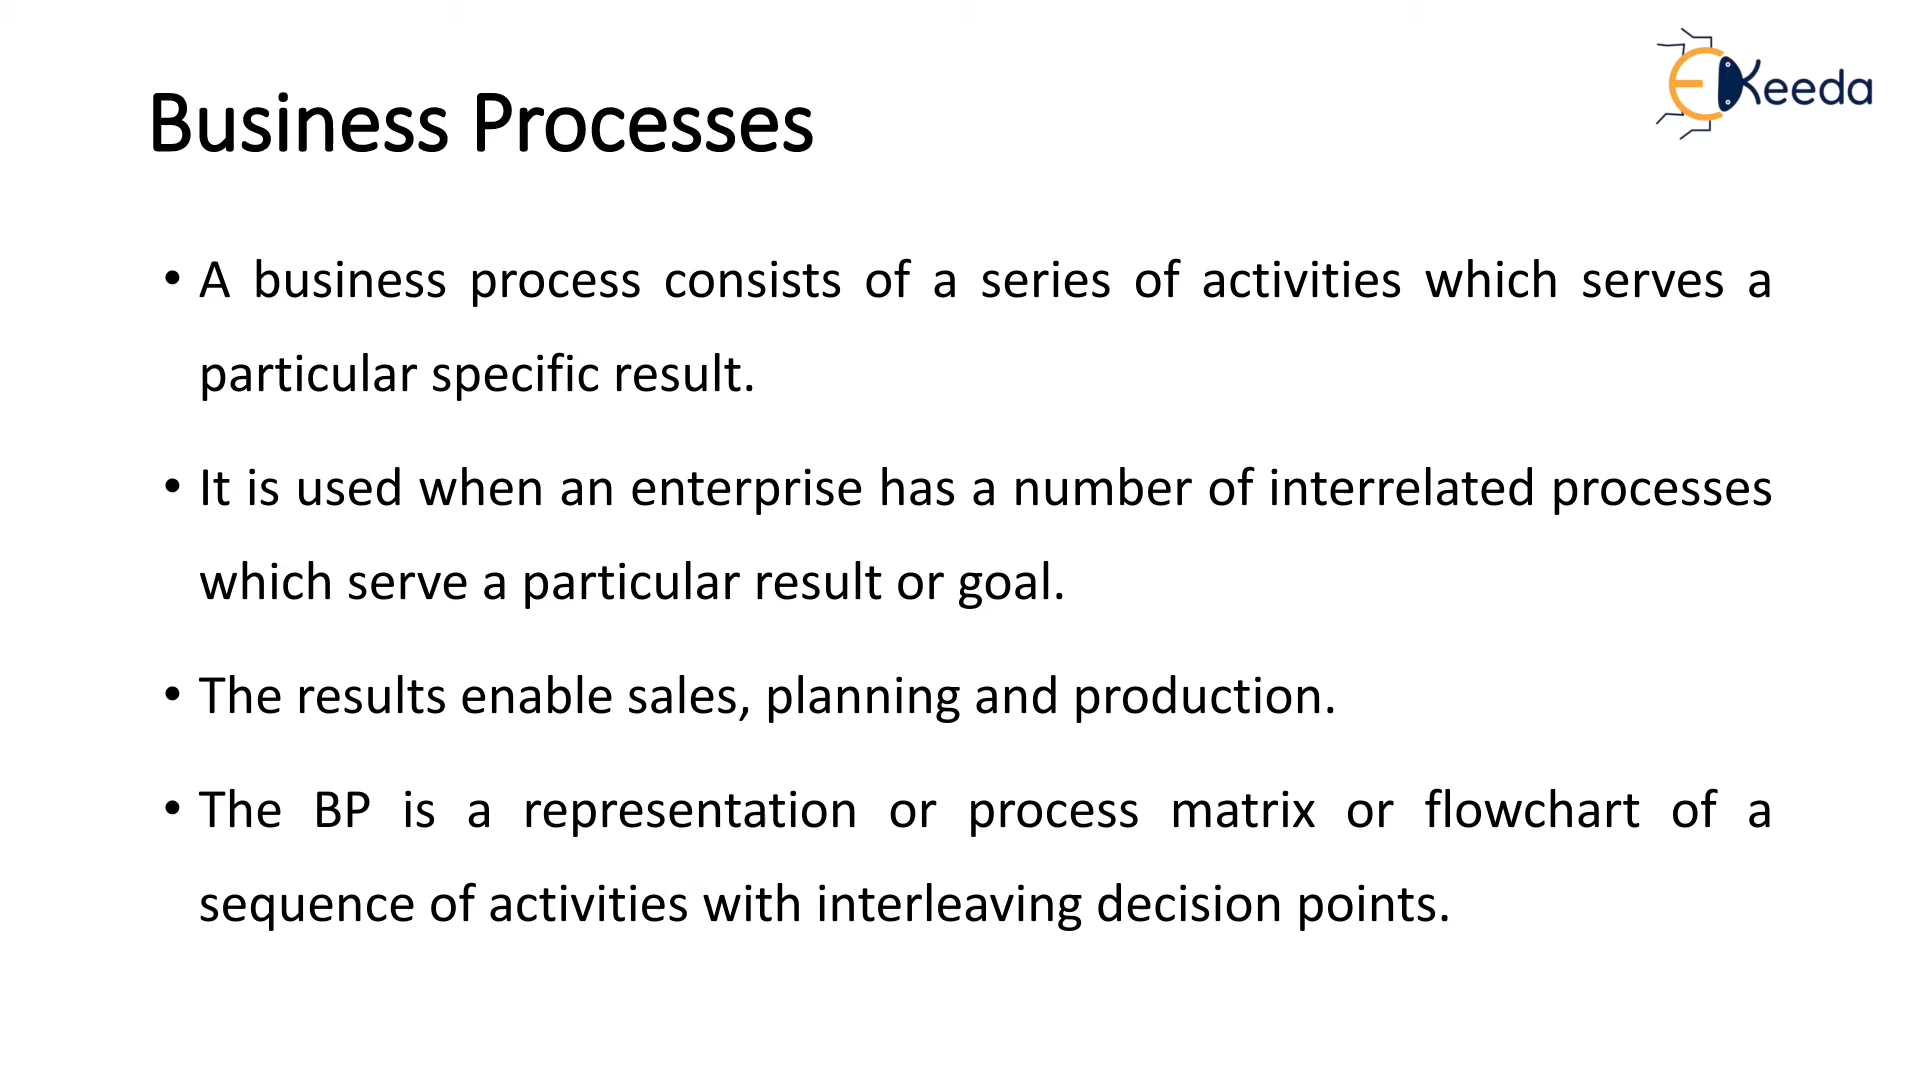 EKeeda
Business Processes
• A business process consists of a series of activities which serves a
particular specific result.
• It is used when an enterprise has a number of interrelated processes
which serve a particular result or goal.
• The results enable sales, planning and production.
• The BP is a representation or process matrix or flowchart of a
sequence of activities with interleaving decision points.